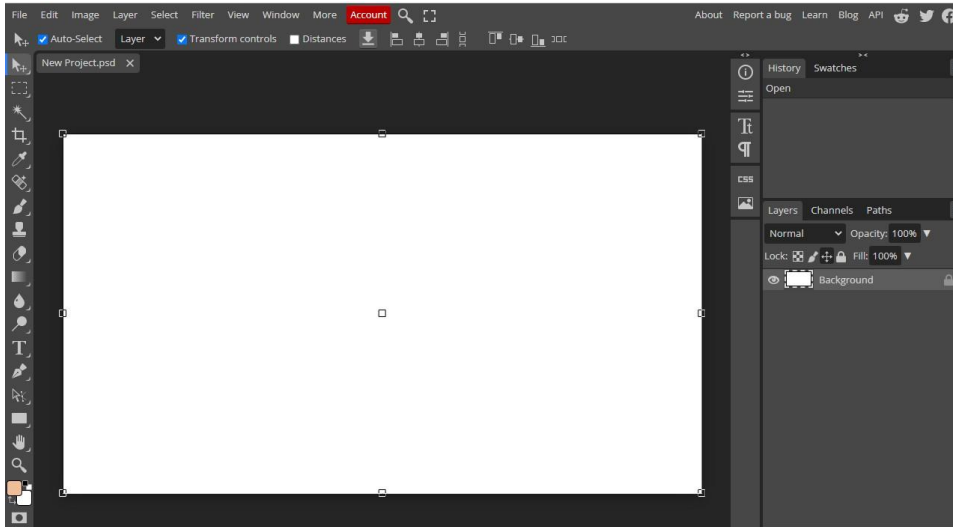 File Edit Image Layer Select Filter View Window More Account About Report a bug Learn Blog API
Auto-Select Layer Transform controls Distances
New Project.psd X
History Swatches
Open
Tt
¶
CSS
Layers Channels Paths
Normal Opacity: 100%
Lock: Fill: 100%
Background
T